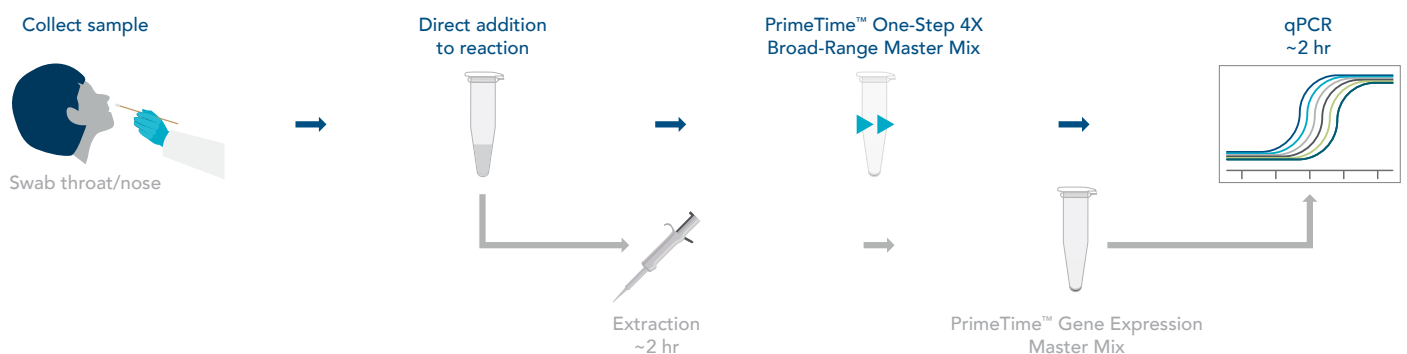 Collect sample
Direct addition
to reaction
PrimeTime™ One-Step 4X
Broad-Range Master Mix
qPCR
~2 hr
Swab throat/nose
Extraction
~2 hr
PrimeTime™ Gene Expression
Master Mix